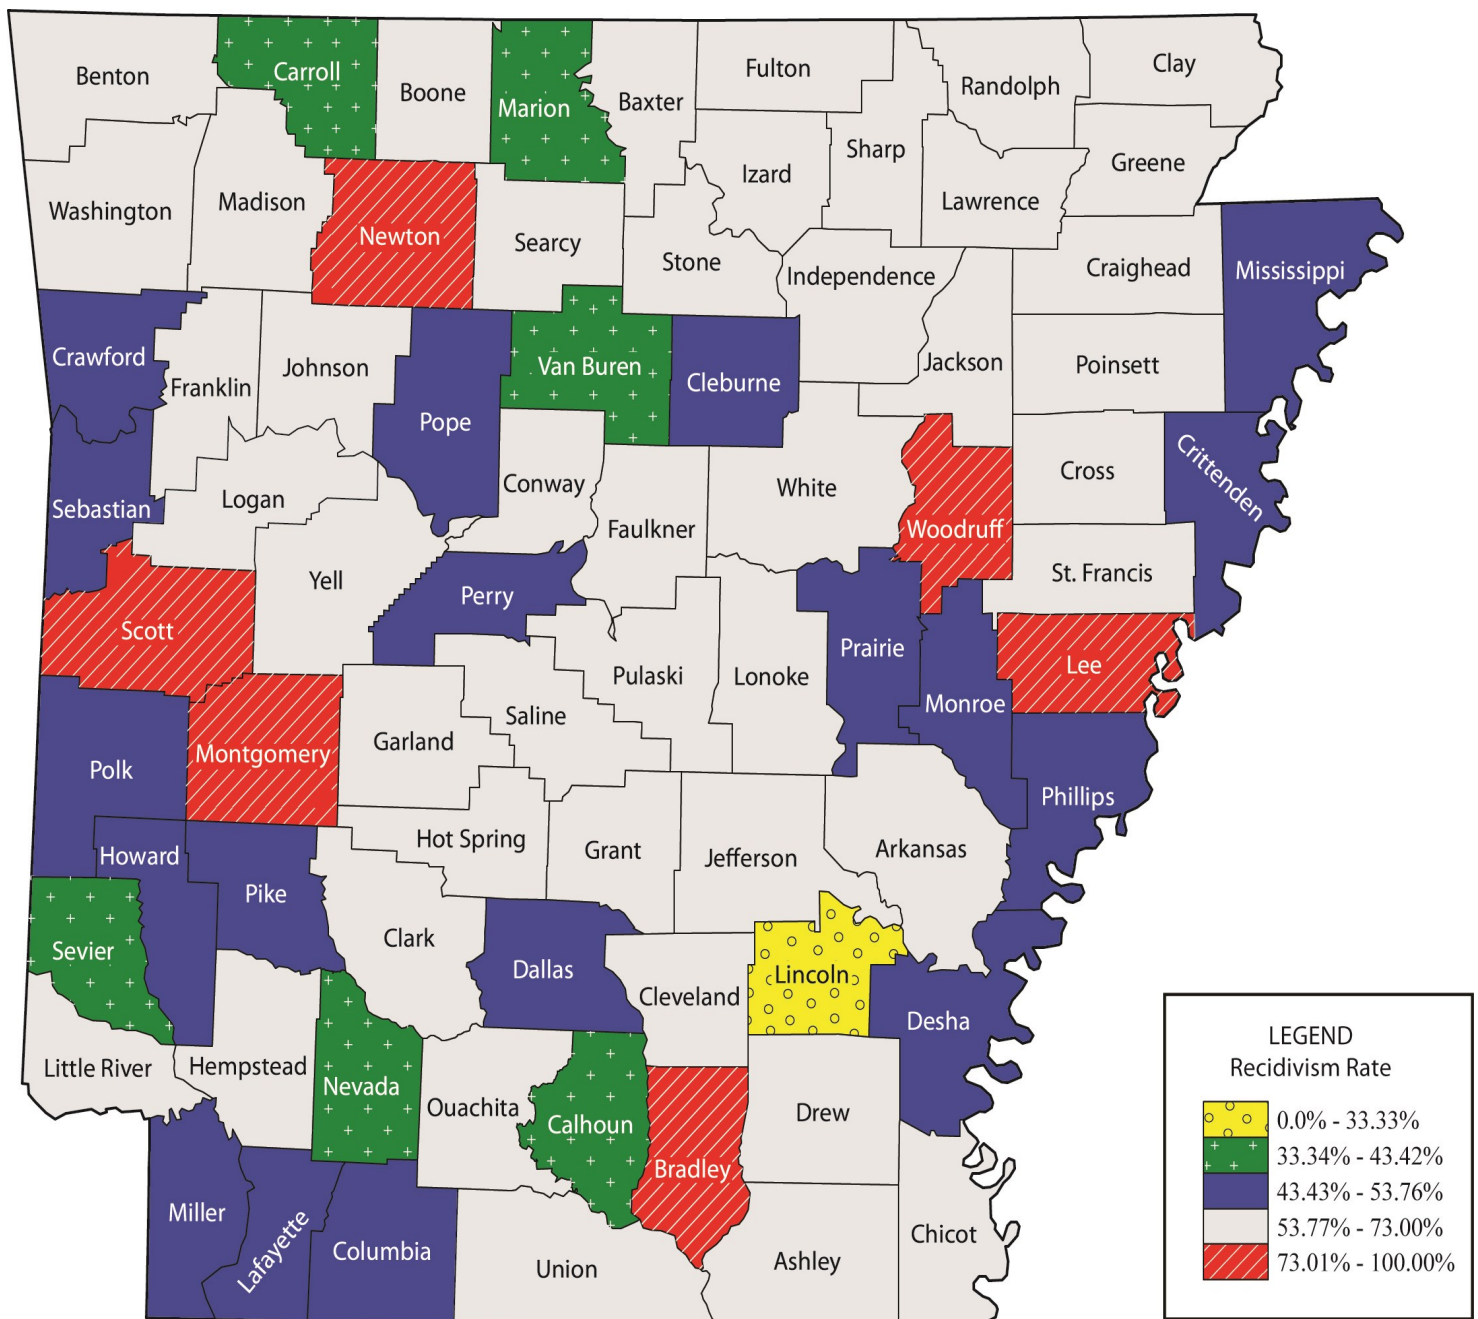 Benton
Carroll
Boone
Marion
Baxter
Fulton
Randolph
Clay
Izard
Sharp
Lawrence
Greene
Washington
Madison
Newton
Searcy
Stone
Independence
Craighead
Mississippi
Crawford
Franklin
Johnson
Pope
Van Buren
Cleburne
Jackson
Poinsett
Sebastian
Logan
Conway
Faulkner
White
Woodruff
Cross
Crittenden
Scott
Yell
Perry
Pulaski
Lonoke
Prairie
Monroe
St. Francis
Lee
Polk
Montgomery
Garland
Saline
Phillips
Howard
Pike
Hot Spring
Grant
Jefferson
Arkansas
Sevier
Clark
Dallas
Cleveland
Lincoln
Desha
Little River
Hempstead
Nevada
Ouachita
Calhoun
Bradley
Drew
Miller
Lafayette
Columbia
Union
Ashley
Chicot
LEGEND
Recidivism Rate
0.0% - 33.33%
33.34% - 43.42%
43.43% - 53.76%
53.77% - 73.00%
73.01% - 100.00%